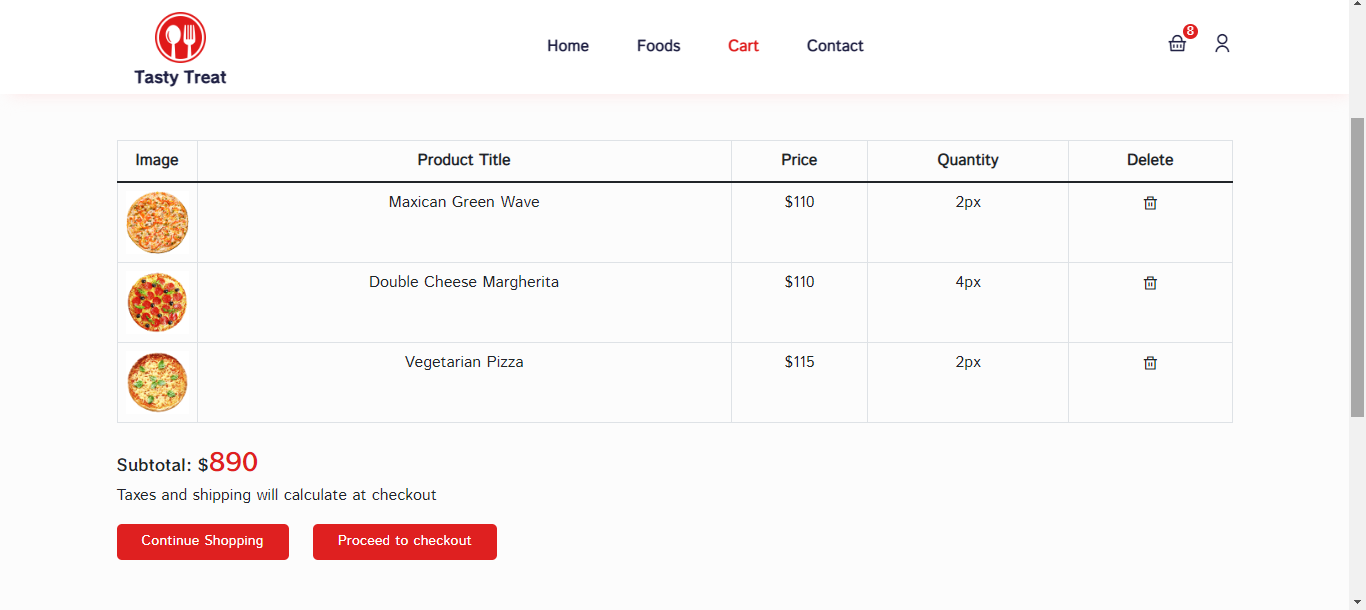 Tasty Treat
Home Foods Cart Contact
8
Image Product Title Price Quantity Delete
Maxican Green Wave $110 2px
Double Cheese Margherita $110 4px
Vegetarian Pizza $115 2px
Subtotal: $890
Taxes and shipping will calculate at checkout
Continue Shopping Proceed to checkout